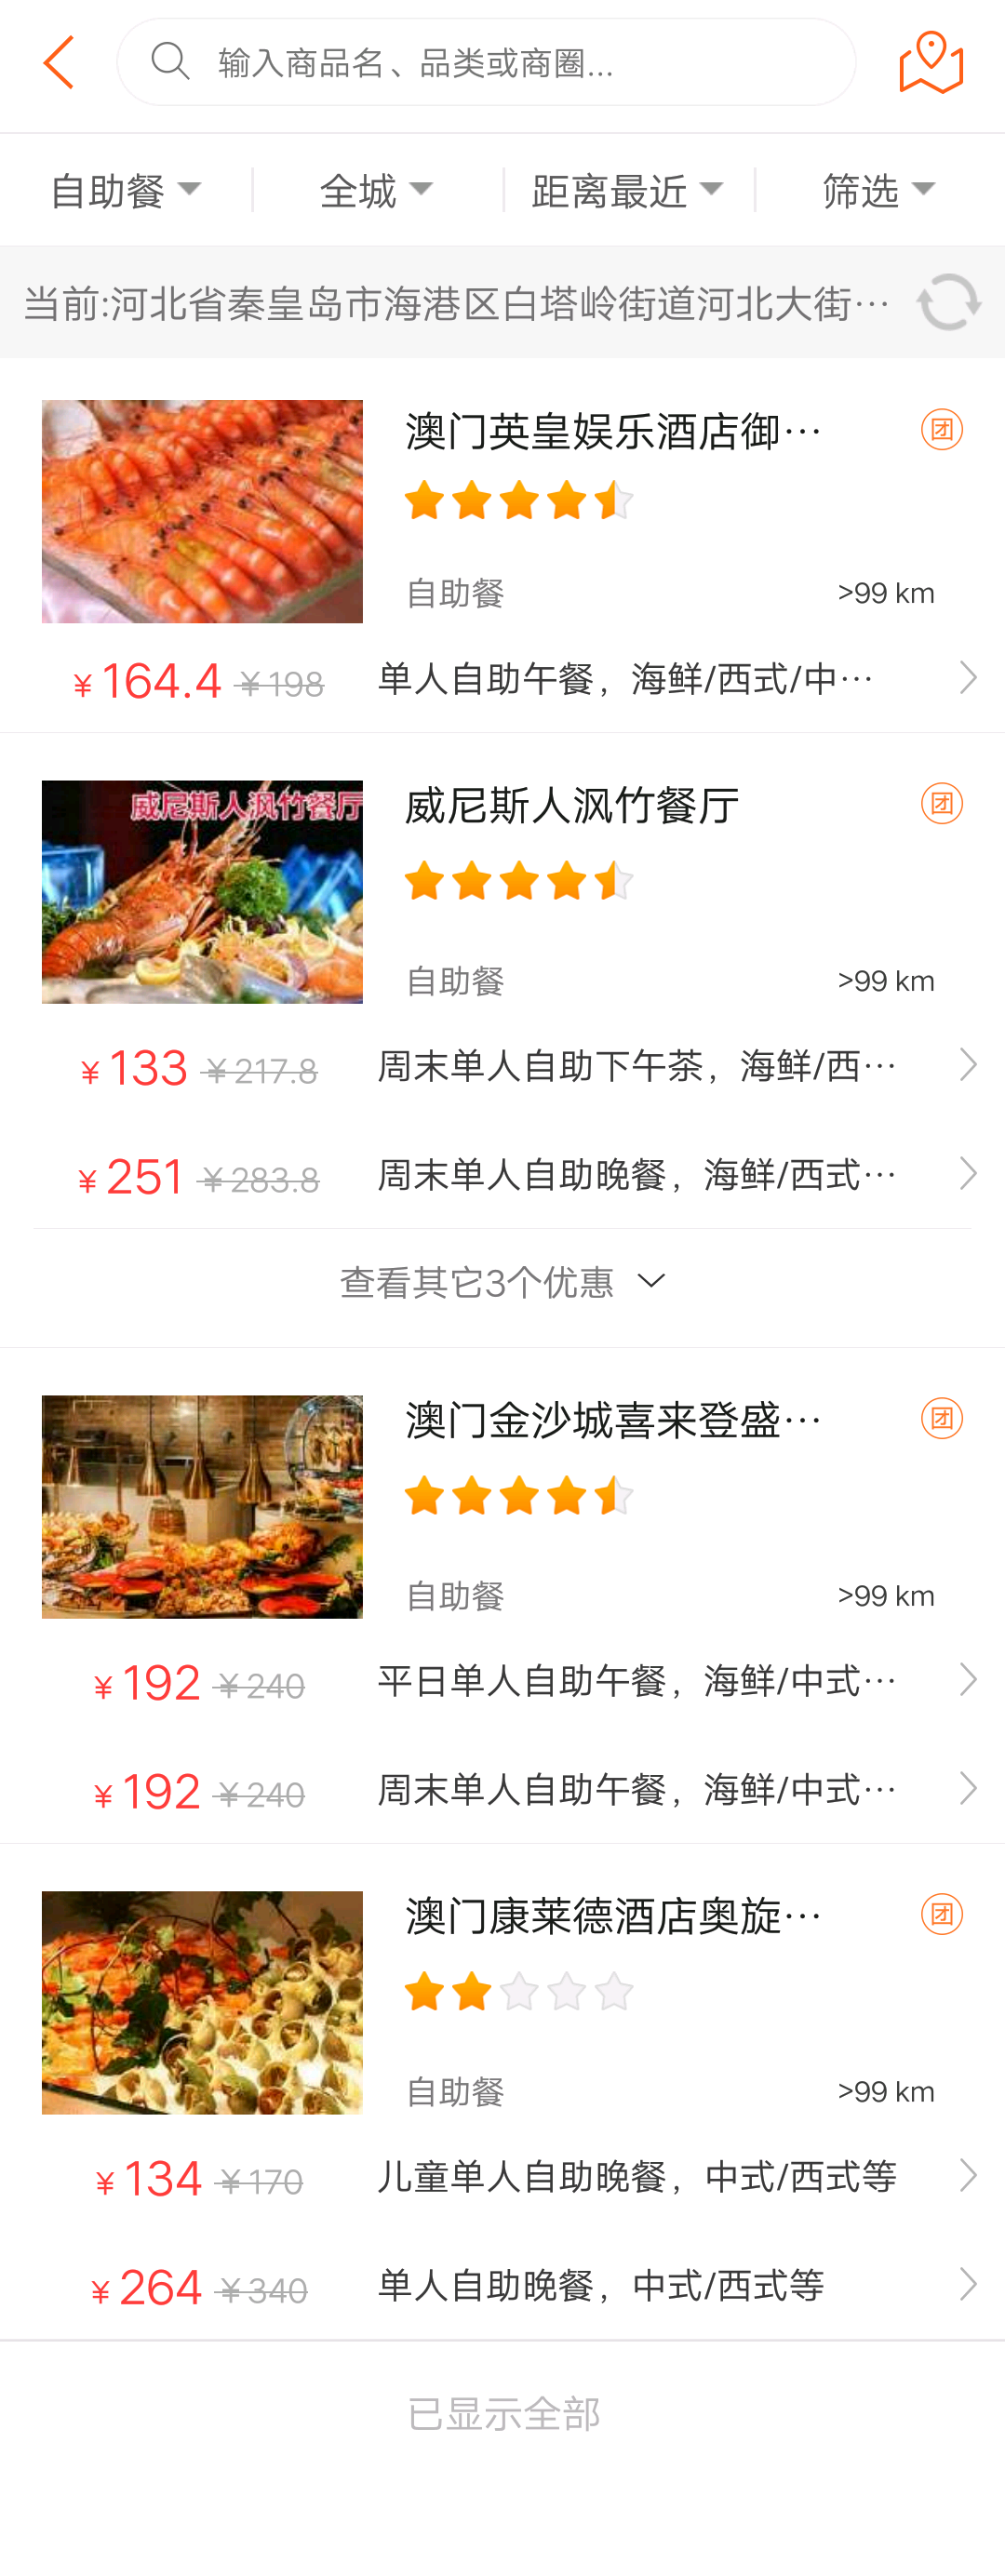 输入商品名、品类或商圈...
自助餐 全城 距离最近 筛选
当前:河北省秦皇岛市海港区白塔岭街道河北大街…
澳门英皇娱乐酒店御… 团
自助餐 >99 km
¥164.4 ¥198 单人自助午餐，海鲜/西式/中…
威尼斯人沨竹餐厅
威尼斯人沨竹餐厅 团
自助餐 >99 km
¥133 ¥217.8 周末单人自助下午茶，海鲜/西…
¥251 ¥283.8 周末单人自助晚餐，海鲜/西式…
查看其它3个优惠
澳门金沙城喜来登盛… 团
自助餐 >99 km
¥192 ¥240 平日单人自助午餐，海鲜/中式…
¥192 ¥240 周末单人自助午餐，海鲜/中式…
澳门康莱德酒店奥旋… 团
自助餐 >99 km
¥134 ¥170 儿童单人自助晚餐，中式/西式等
¥264 ¥340 单人自助晚餐，中式/西式等
已显示全部